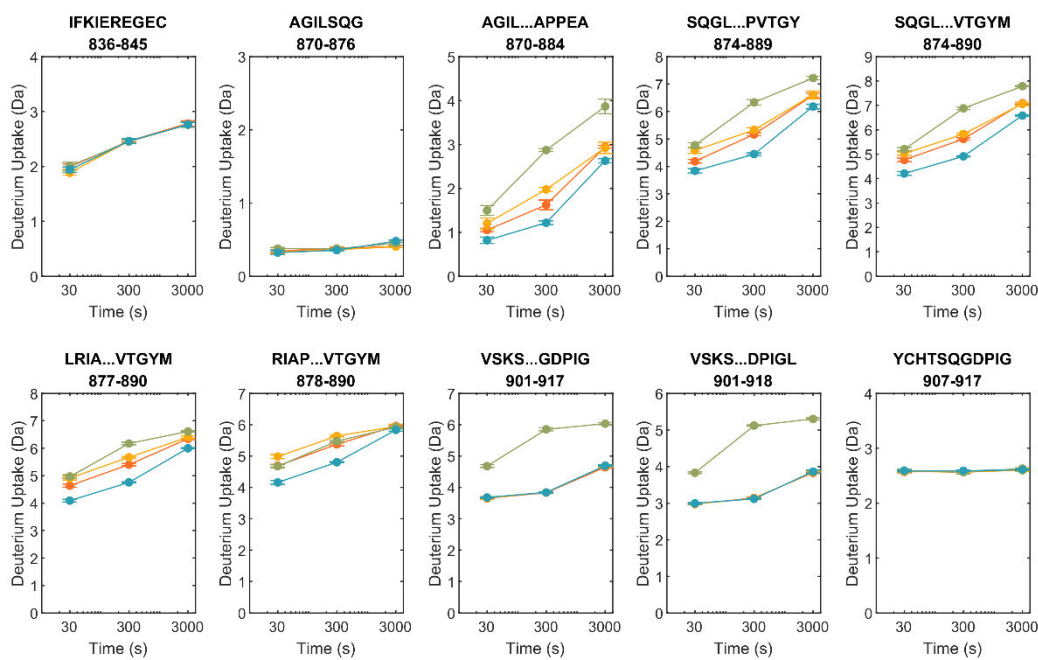 IFKIEREGEC AGILSQG AGIL...APPEA SQGL...PVTGY SQGL...VTGYM
836-845 870-876 870-884 874-889 874-890
Deuterium Uptake (Da) 4 3 2 1 0
Deuterium Uptake (Da) 3 2 1 0
Deuterium Uptake (Da) 5 4 3 2 1 0
Deuterium Uptake (Da) 8 7 6 5 4 3 2 1 0
Deuterium Uptake (Da) 9 8 7 6 5 4 3 2 1 0
30 300 3000 30 300 3000 30 300 3000 30 300 3000 30 300 3000
Time (s) Time (s) Time (s) Time (s) Time (s)
LRIA...VTGYM RIAP...VTGYM VSKS...GDPIG VSKS...DPIGL YCHTSQGDPIG
877-890 878-890 901-917 901-918 907-917
Deuterium Uptake (Da) 8 7 6 5 4 3 2 1 0
Deuterium Uptake (Da) 7 6 5 4 3 2 1 0
Deuterium Uptake (Da) 7 6 5 4 3 2 1 0
Deuterium Uptake (Da) 6 5 4 3 2 1 0
Deuterium Uptake (Da) 4 3 2 1 0
30 300 3000 30 300 3000 30 300 3000 30 300 3000 30 300 3000
Time (s) Time (s) Time (s) Time (s) Time (s)